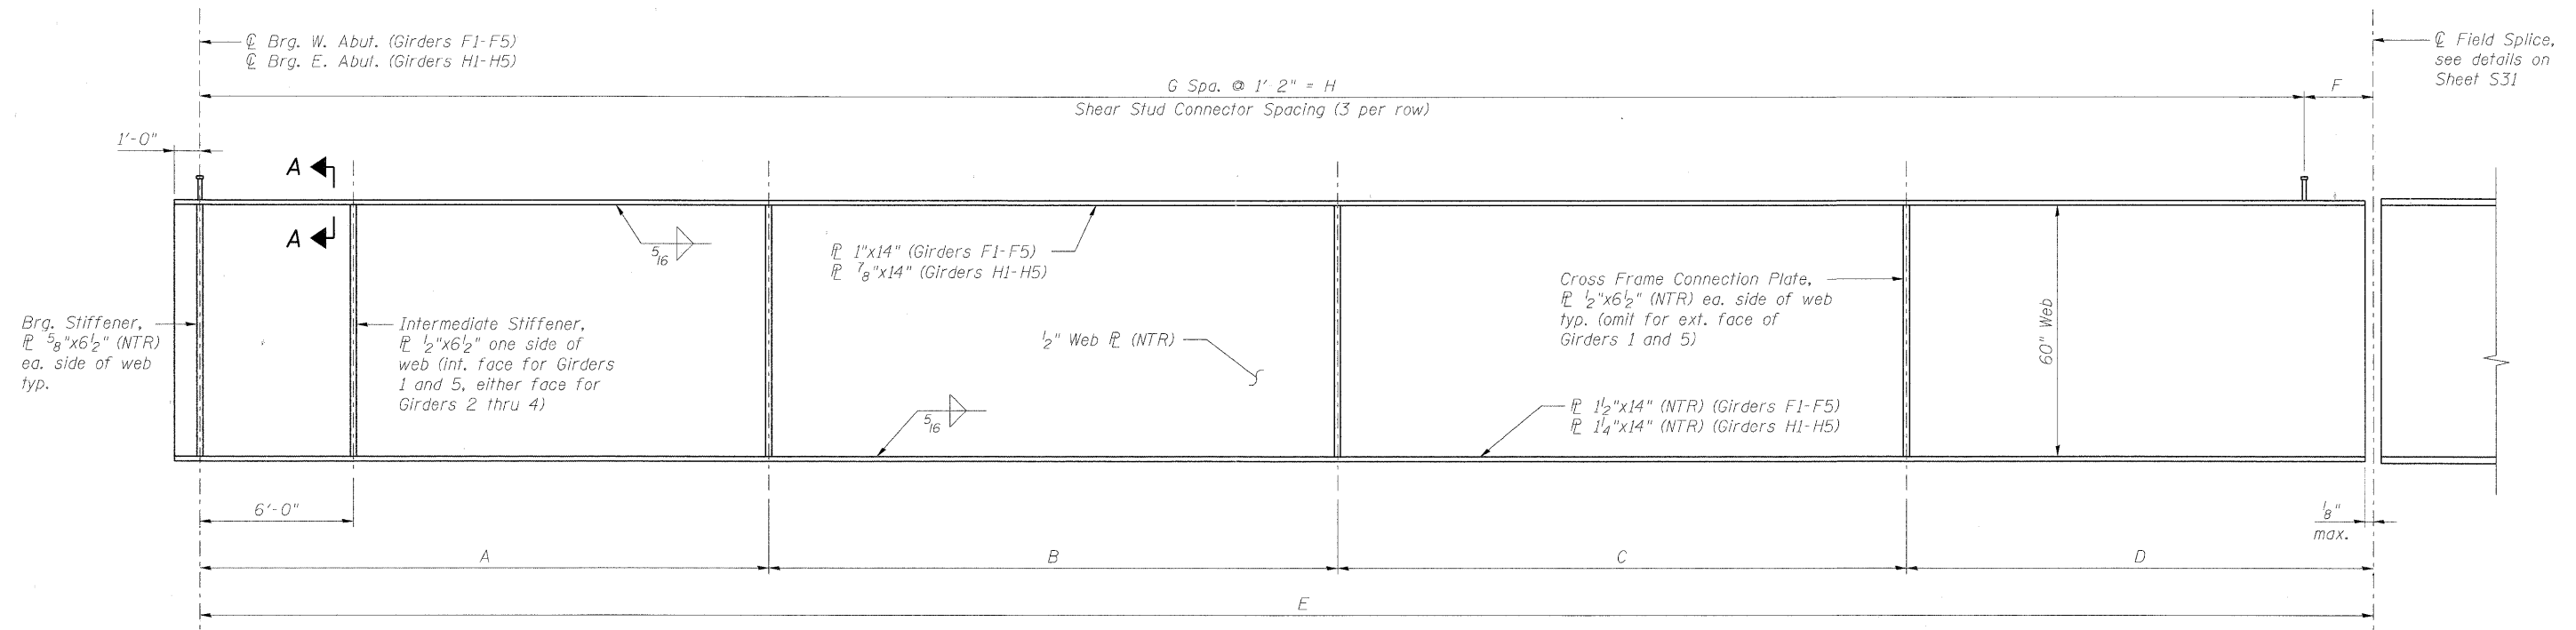 ℄ Brg. W. Abut. (Girders F1-F5)
℄ Brg. E. Abut. (Girders H1-H5)
℄ Field Splice,
see details on
Sheet S31
G Spa. @ 1' 2" = H
F
Shear Stud Connector Spacing (3 per row)
1'-0"
A
A
5/16
℄ 1"x14" (Girders F1-F5)
℄ 7/8"x14" (Girders H1-H5)
Cross Frame Connection Plate,
℄ 1/2"x6 1/2" (NTR) ea. side of web
typ. (omit for ext. face of
Girders 1 and 5)
60" Web
Brg. Stiffener,
℄ 5/8"x6 1/2" (NTR)
ea. side of web
typ.
Intermediate Stiffener,
℄ 1/2"x6 1/2" one side of
web (int. face for Girders
1 and 5, either face for
Girders 2 thru 4)
1/2" Web ℄ (NTR)
5/16
℄ 1 1/2"x14" (NTR) (Girders F1-F5)
℄ 1 1/4"x14" (NTR) (Girders H1-H5)
6'-0"
1/8"
max.
A
B
C
D
E